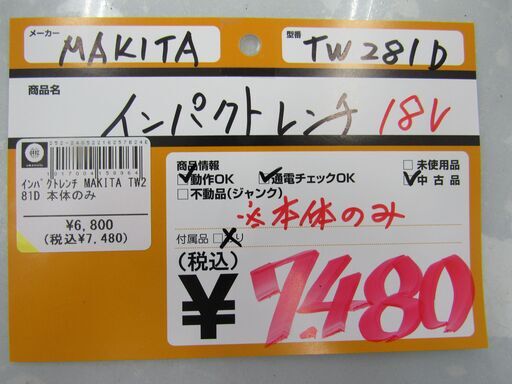 メーカー MAKITA
型番 TW281D
商品名 インパクトレンチ 18V
インパクトレンチ MAKITA TW2
81D 本体のみ
¥6,800
(税込¥7,480)
商品情報
動作OK 通電チェックOK
不動品(ジャンク)
未使用品
中古品
※本体のみ
付属品
(税込)
¥7.480